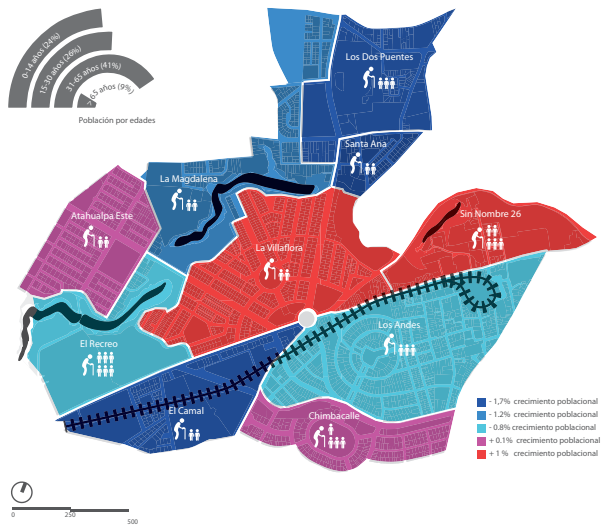 0-14 años (24%)
15-30 años (26%)
31-65 años (41%)
> 65 años (9%)
Población por edades
Los Dos Puentes
Santa Ana
La Magdalena
Atahualpa Este
Sin Nombre 26
La Villaflora
Los Andes
El Recreo
El Camal
Chimbacalle
- 1,7% crecimiento poblacional
- 1.2% crecimiento poblacional
- 0.8% crecimiento poblacional
+ 0.1% crecimiento poblacional
+ 1 % crecimiento poblacional
0 250 500